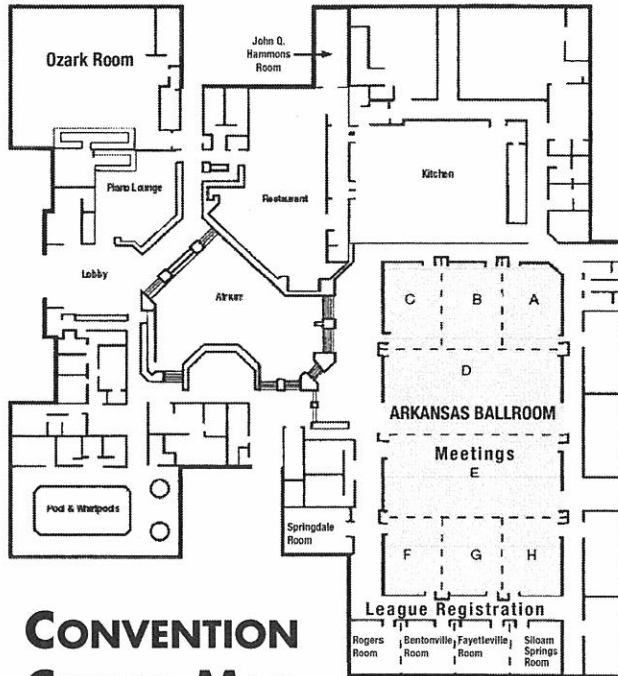 Ozark Room
John Q.
Hammons
Room
Piano Lounge
Restaurant
Kitchen
Lobby
Atrium
C
B
A
D
ARKANSAS BALLROOM
Meetings
E
Pool & Whirlpools
Springdale
Room
F
G
H
League Registration
Rogers
Room
Bentonville
Room
Fayetteville
Room
Siloam
Springs
Room
CONVENTION